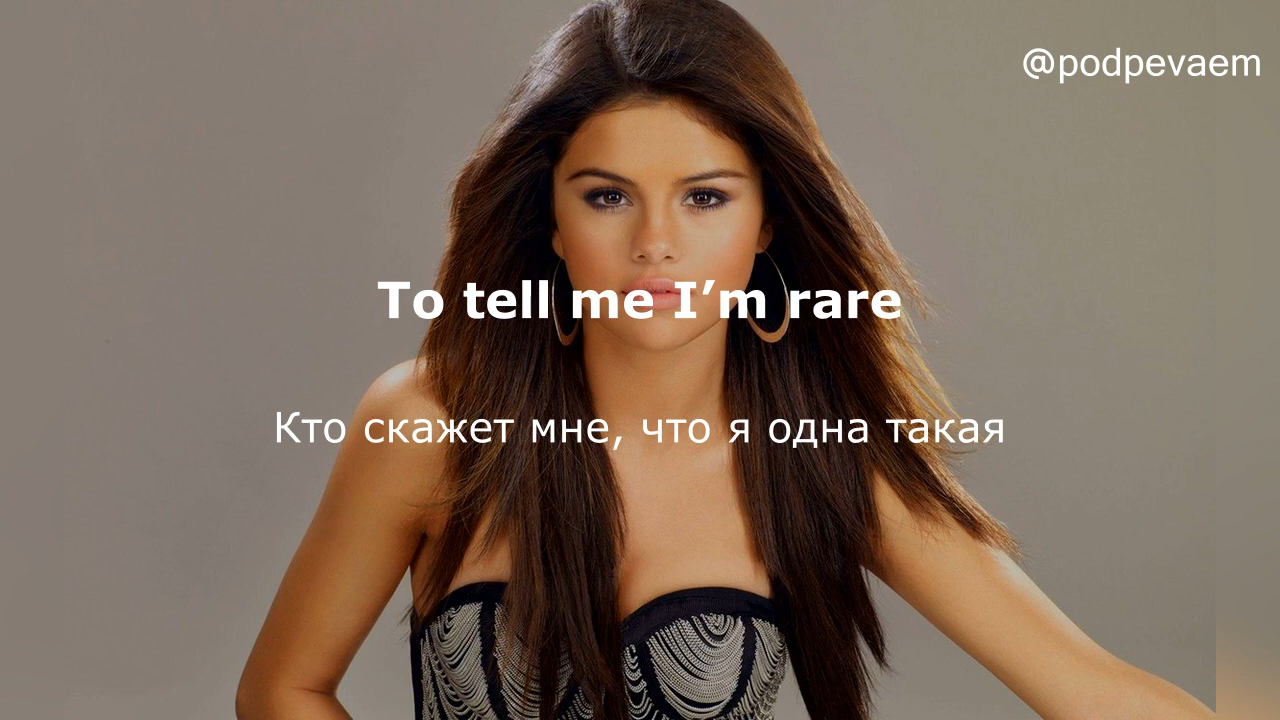 @podpevaem
To tell me I’m rare
Кто скажет мне, что я одна такая